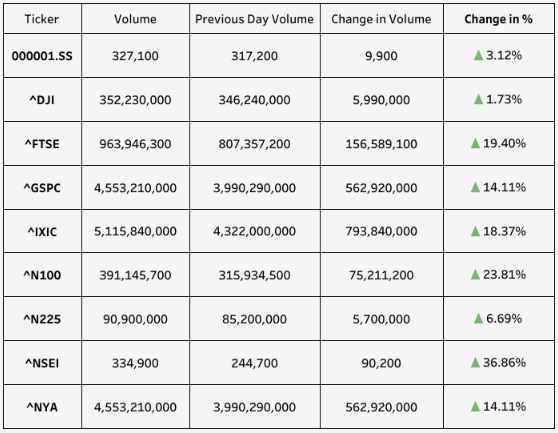 Ticker Volume Previous Day Volume Change in Volume Change in %
000001.SS 327,100 317,200 9,900 ▲3.12%
^DJI 352,230,000 346,240,000 5,990,000 ▲1.73%
^FTSE 963,946,300 807,357,200 156,589,100 ▲19.40%
^GSPC 4,553,210,000 3,990,290,000 562,920,000 ▲14.11%
^IXIC 5,115,840,000 4,322,000,000 793,840,000 ▲18.37%
^N100 391,145,700 315,934,500 75,211,200 ▲23.81%
^N225 90,900,000 85,200,000 5,700,000 ▲6.69%
^NSEI 334,900 244,700 90,200 ▲36.86%
^NYA 4,553,210,000 3,990,290,000 562,920,000 ▲14.11%